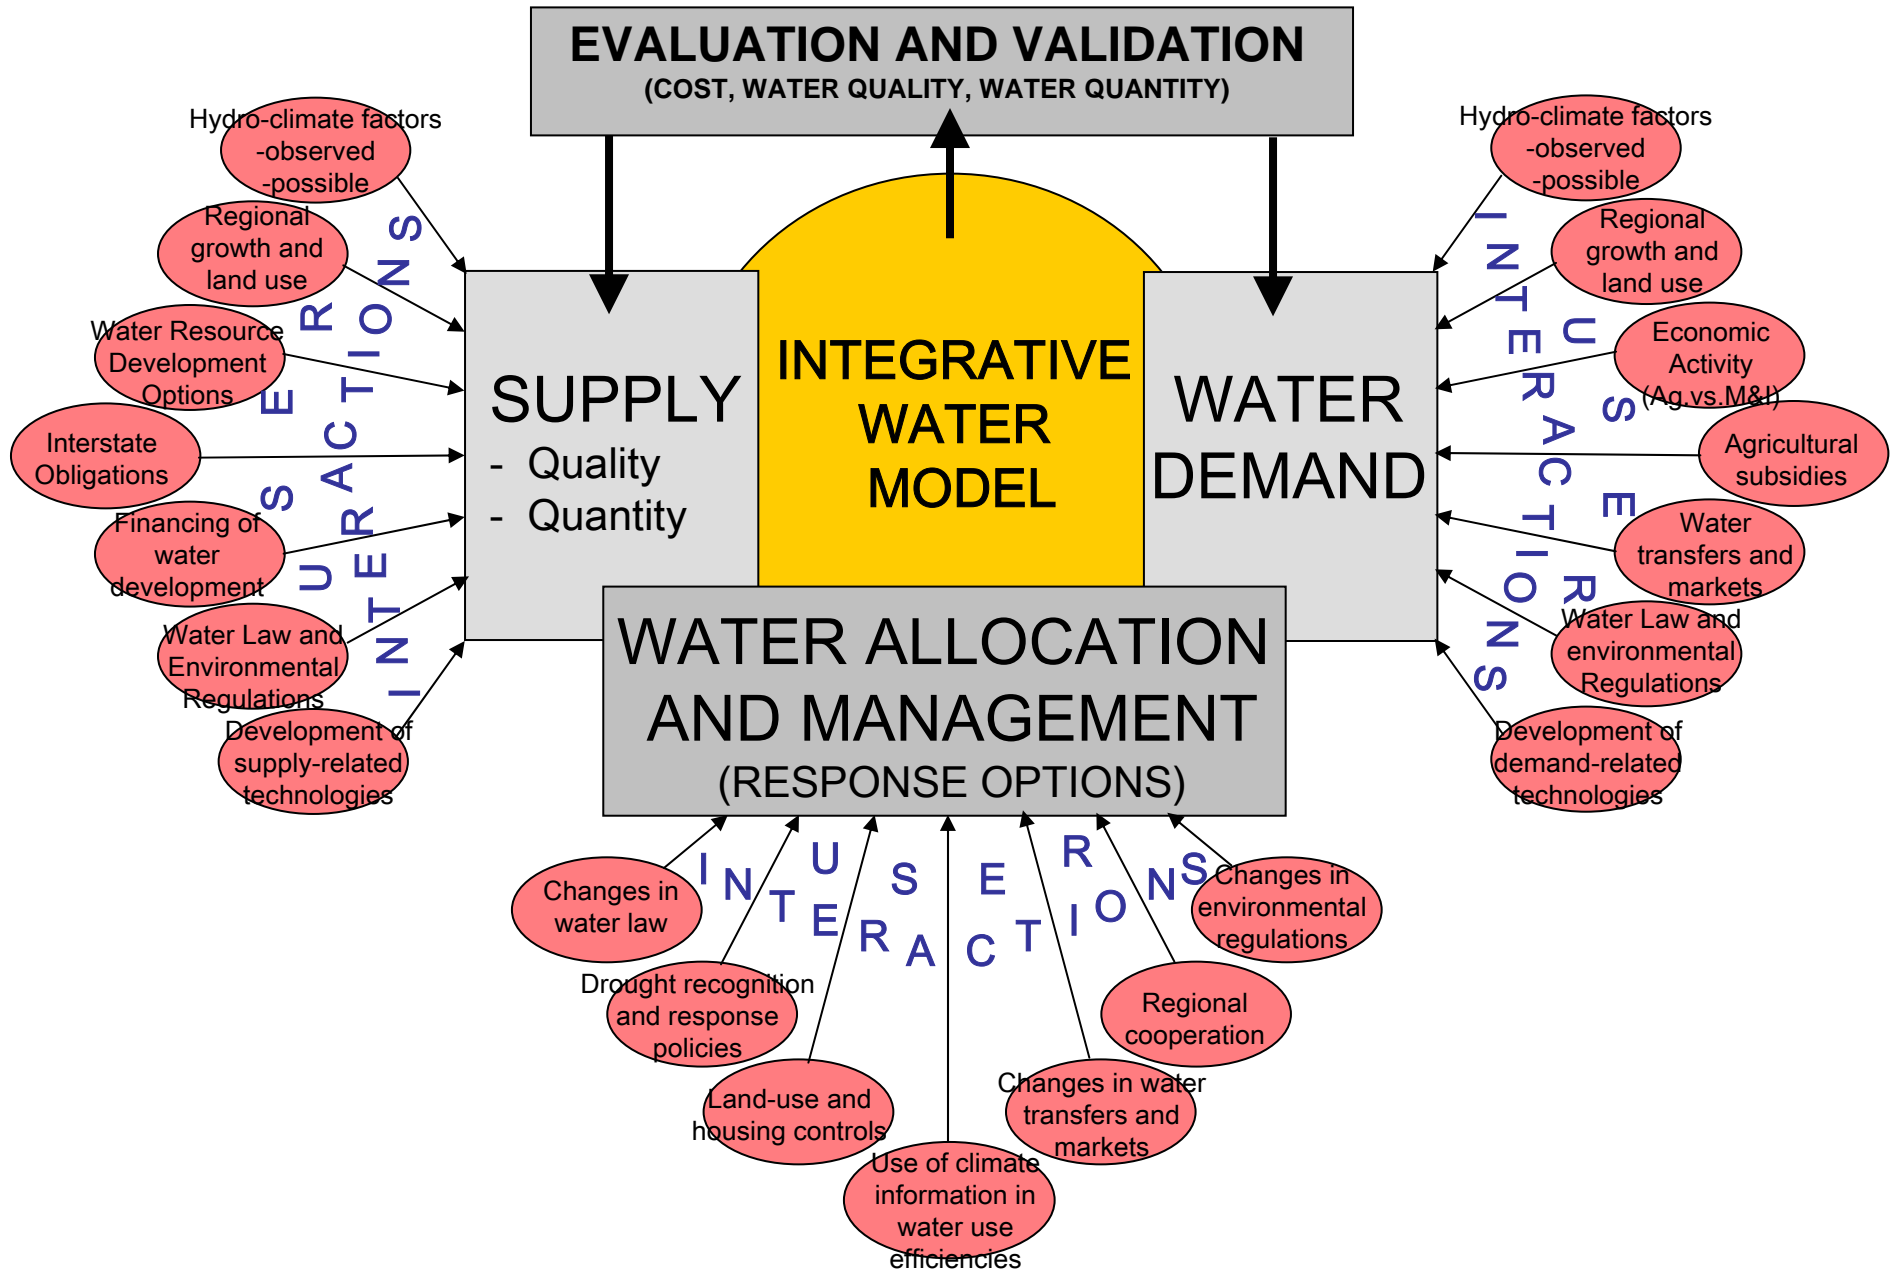 EVALUATION AND VALIDATION
(COST, WATER QUALITY, WATER QUANTITY)
Hydro-climate factors
-observed
-possible
Regional
growth and
land use
Water Resource
Development
Options
Interstate
Obligations
Financing of
water
development
Water Law and
Environmental
Regulations
Development of
supply-related
technologies
USER
INTERACTIONS
SUPPLY
- Quality
- Quantity
INTEGRATIVE
WATER
MODEL
WATER
DEMAND
Hydro-climate factors
-observed
-possible
Regional
growth and
land use
Economic
Activity
(Ag.vs.M&I)
Agricultural
subsidies
Water
transfers and
markets
Water Law and
environmental
Regulations
Development of
demand-related
technologies
USER
INTERACTIONS
WATER ALLOCATION
AND MANAGEMENT
(RESPONSE OPTIONS)
USER
INTERACTIONS
Changes in
water law
Drought recognition
and response
policies
Land-use and
housing controls
Use of climate
information in
water use
efficiencies
Changes in water
transfers and
markets
Regional
cooperation
Changes in
environmental
regulations